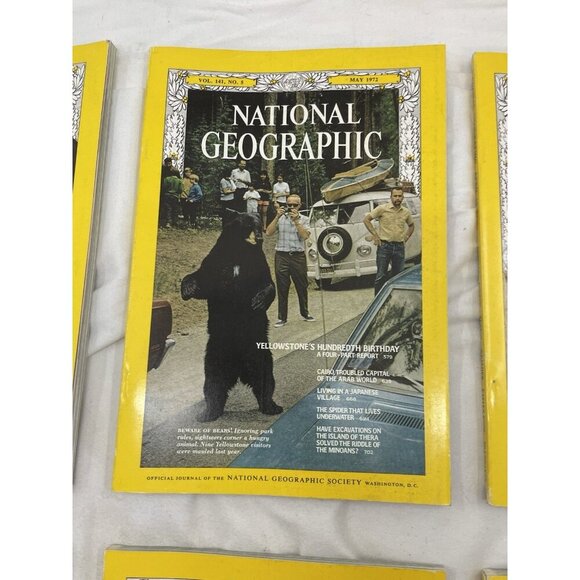 VOL. 141, NO. 5
MAY 1972
NATIONAL
GEOGRAPHIC
YELLOWSTONE'S HUNDREDTH BIRTHDAY
A FOUR-PART REPORT 579
CAIRO, TROUBLED CAPITAL
OF THE ARAB WORLD 639
LIVING IN A JAPANESE
VILLAGE 668
THE SPIDER THAT LIVES
UNDERWATER 694
HAVE EXCAVATIONS ON
THE ISLAND OF THERA
SOLVED THE RIDDLE OF
THE MINOANS? 702
BEWARE OF BEARS! Ignoring park
rules, sightseers corner a hungry
animal. Nine Yellowstone visitors
were mauled last year.
OFFICIAL JOURNAL OF THE NATIONAL GEOGRAPHIC SOCIETY WASHINGTON, D.C.